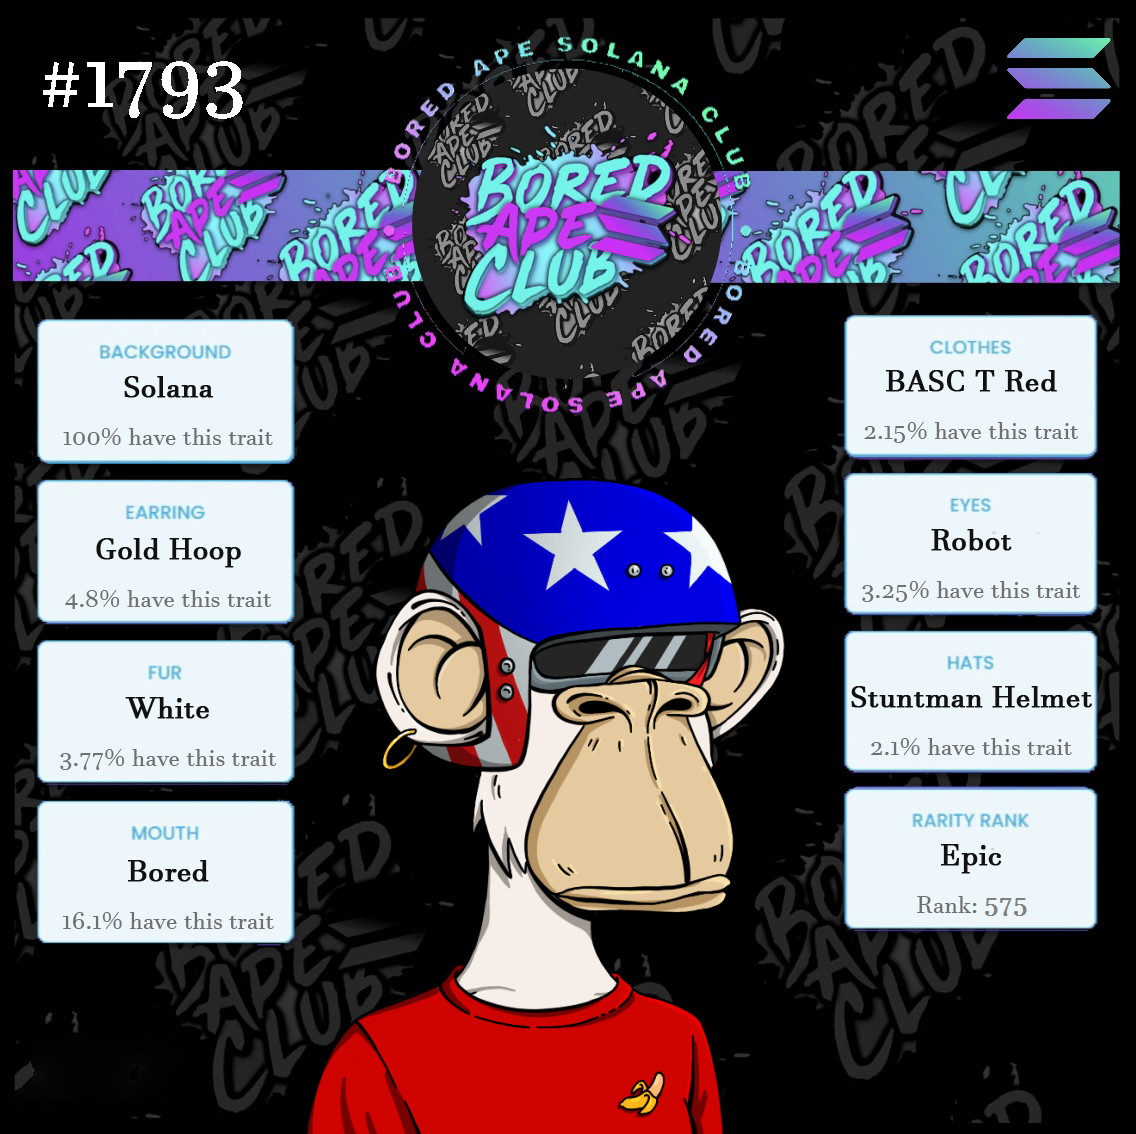 #1793
BORED APE SOLANA CLUB
BORED APE SOLANA CLUB
BORED
APE
CLUB
BACKGROUND
Solana
100% have this trait
EARRING
Gold Hoop
4.8% have this trait
FUR
White
3.77% have this trait
MOUTH
Bored
16.1% have this trait
CLOTHES
BASC T Red
2.15% have this trait
EYES
Robot
3.25% have this trait
HATS
Stuntman Helmet
2.1% have this trait
RARITY RANK
Epic
Rank: 575